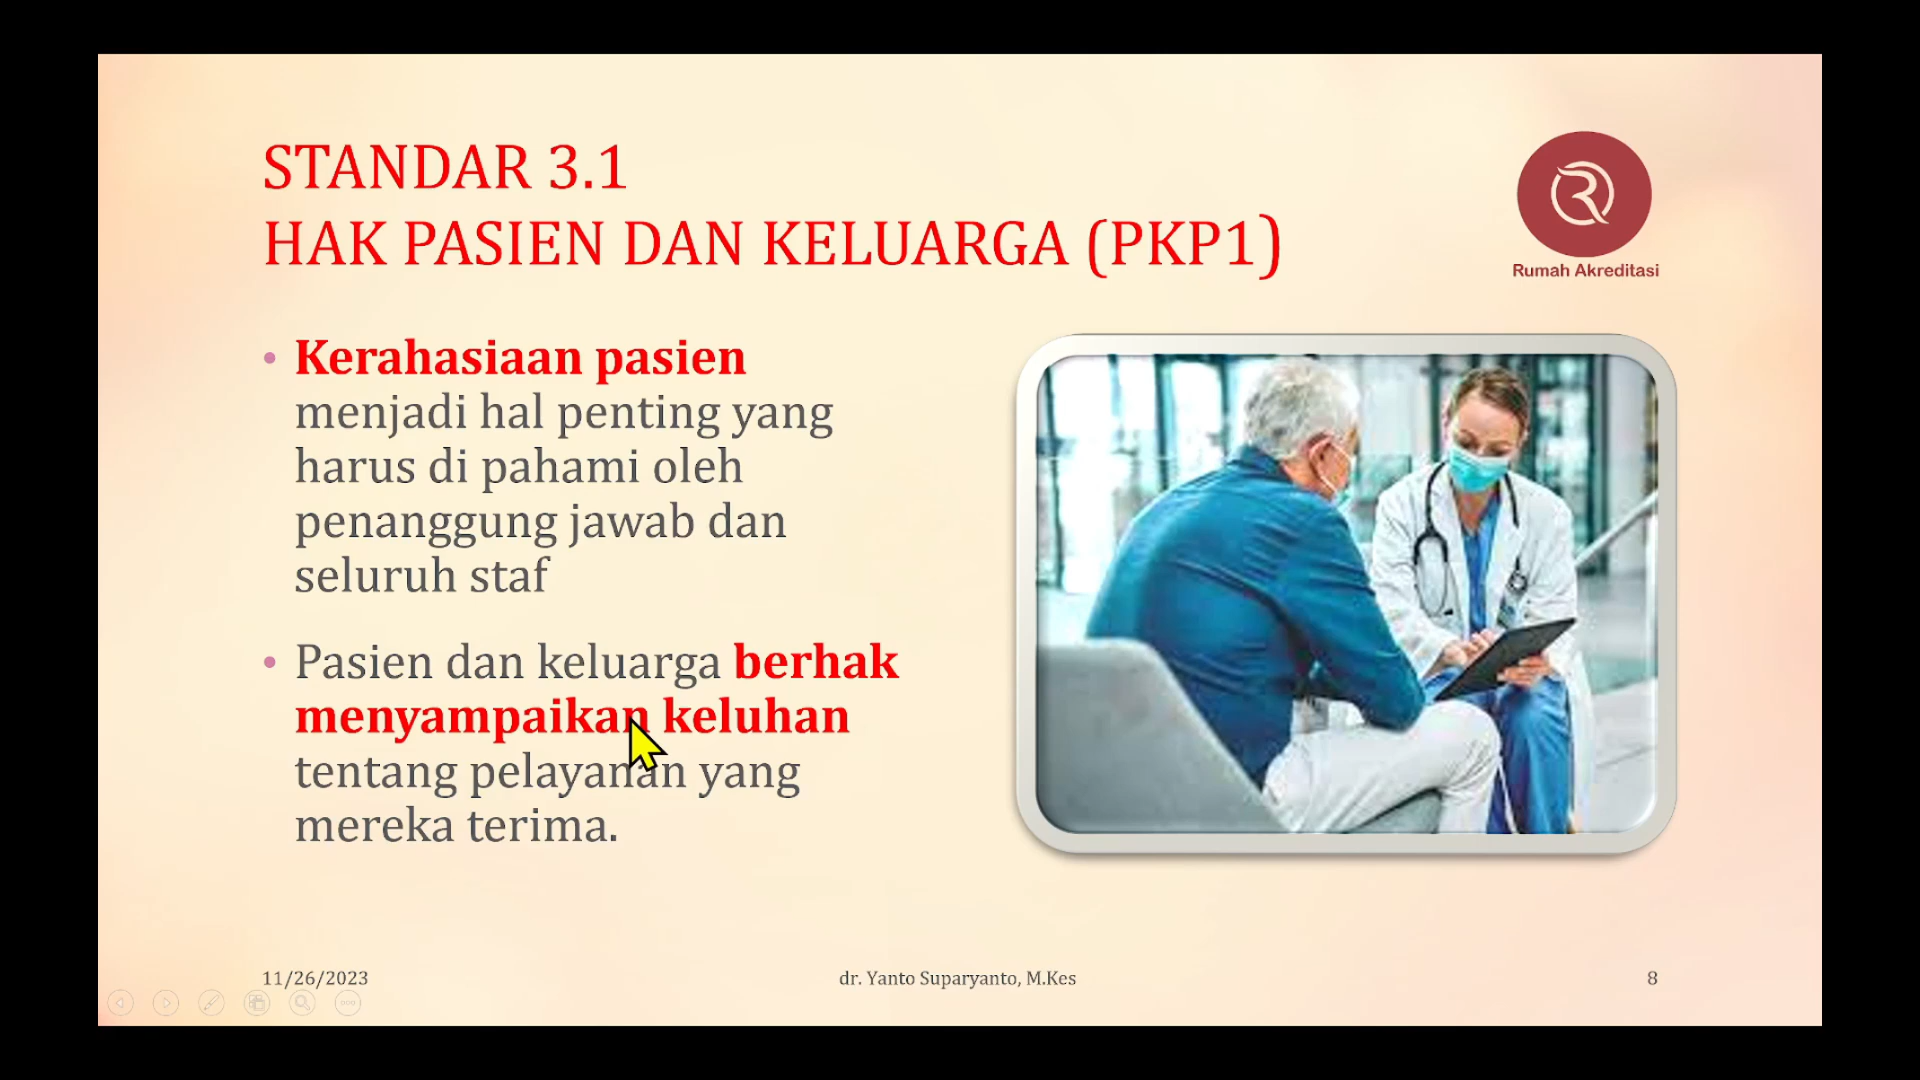 STANDAR 3.1
HAK PASIEN DAN KELUARGA (PKP1)
Rumah Akreditasi
• Kerahasiaan pasien
menjadi hal penting yang
harus di pahami oleh
penanggung jawab dan
seluruh staf
• Pasien dan keluarga berhak
menyampaikan keluhan
tentang pelayanan yang
mereka terima.
11/26/2023
dr. Yanto Suparyanto, M.Kes
8